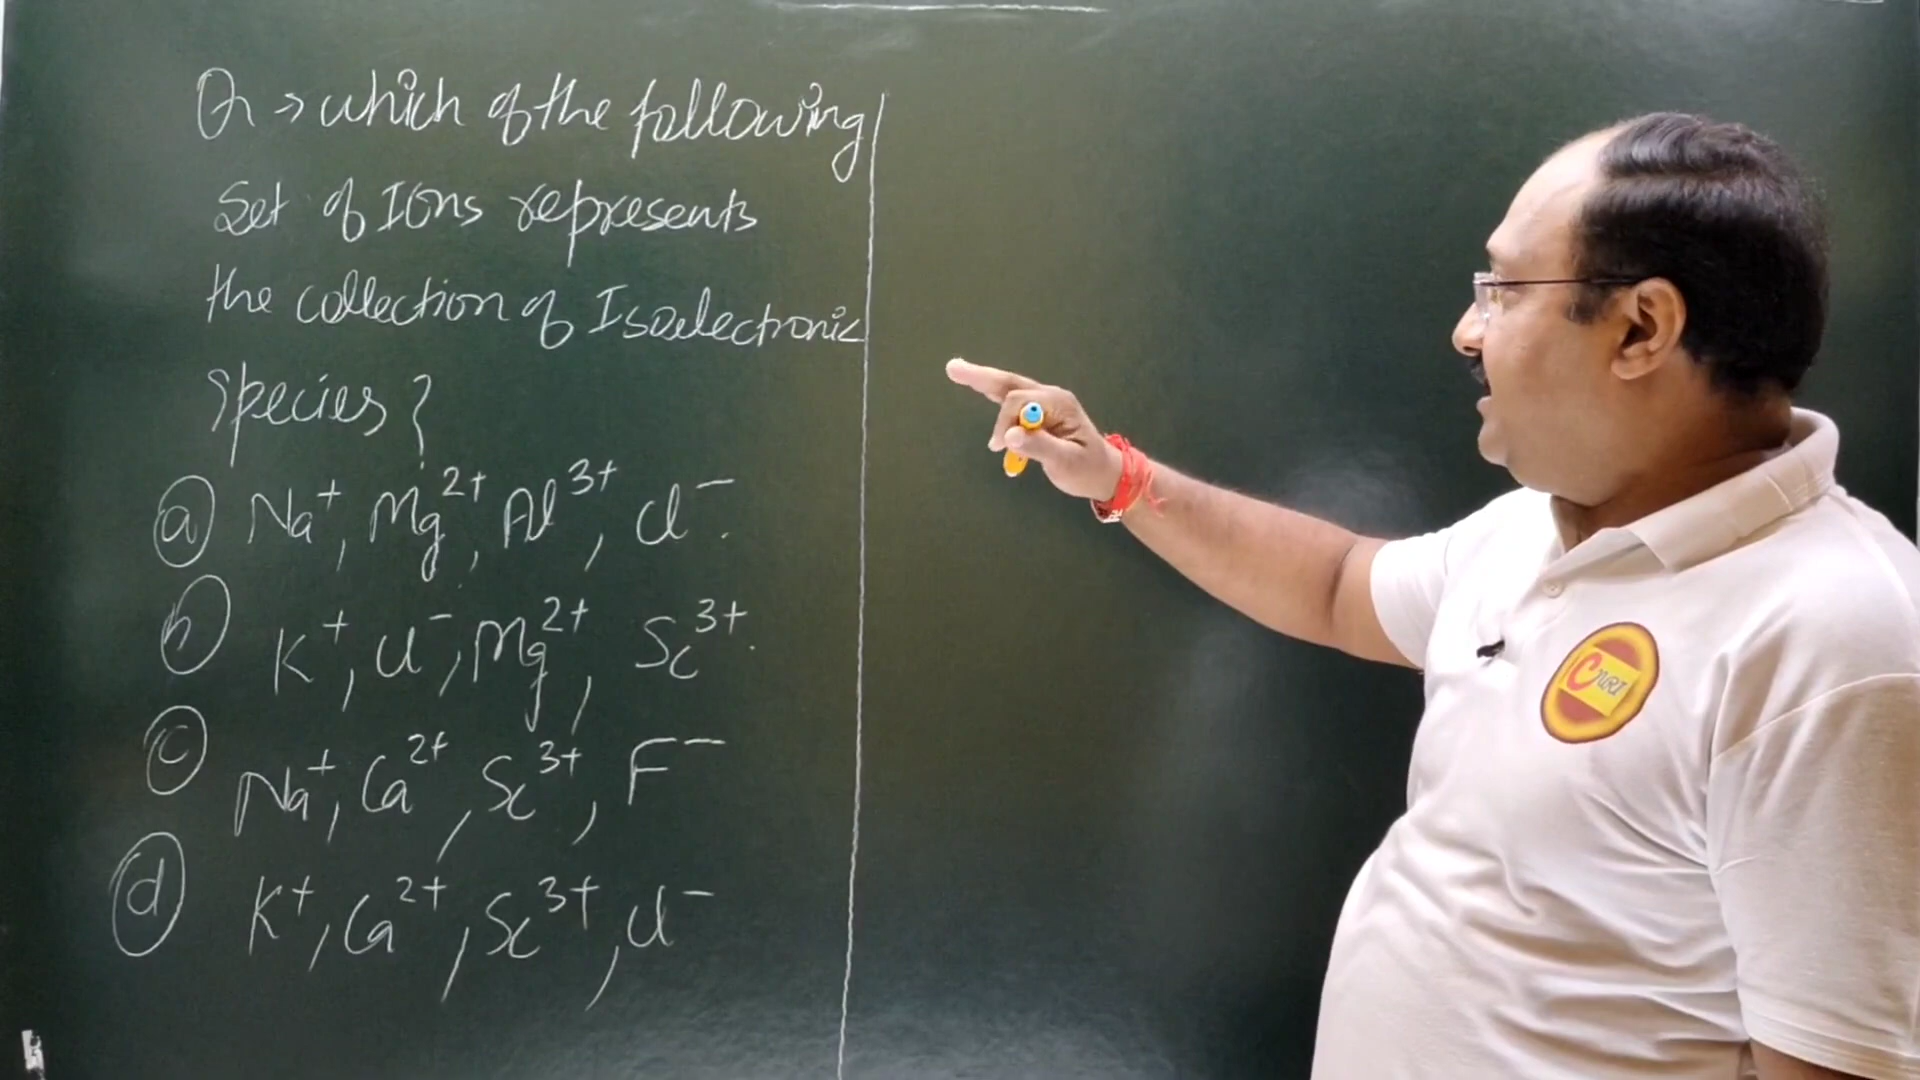 Qn → which of the following
Set of Ions represents
the collection of Isoelectronic
Species?
(a) Na⁺, Mg²⁺, Al³⁺, Cl⁻.
(b) K⁺, Cl⁻, Mg²⁺, Sc³⁺.
(c) Na⁺, Ca²⁺, Sc³⁺, F⁻
(d) K⁺, Ca²⁺, Sc³⁺, Cl⁻